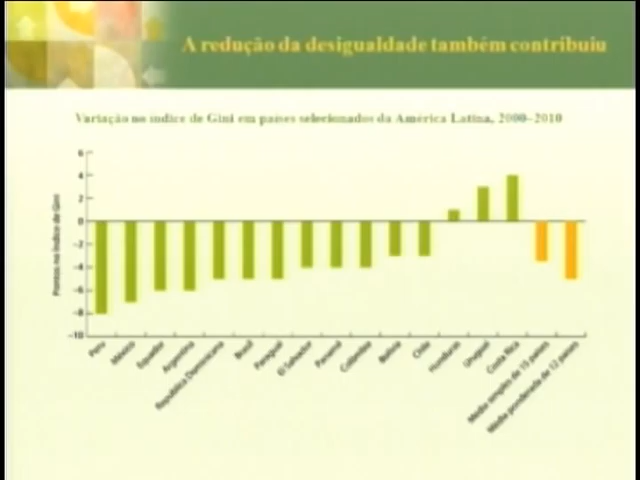 A redução da desigualdade também contribuiu
Variação no índice de Gini em países selecionados da América Latina, 2000–2010
Pontos no Índice de Gini
6
4
2
0
–2
–4
–6
–8
–10
Peru
México
Equador
Argentina
República Dominicana
Brasil
Paraguai
El Salvador
Panamá
Colômbia
Bolívia
Chile
Honduras
Uruguai
Costa Rica
Média simples de 15 países
Média ponderada de 12 países